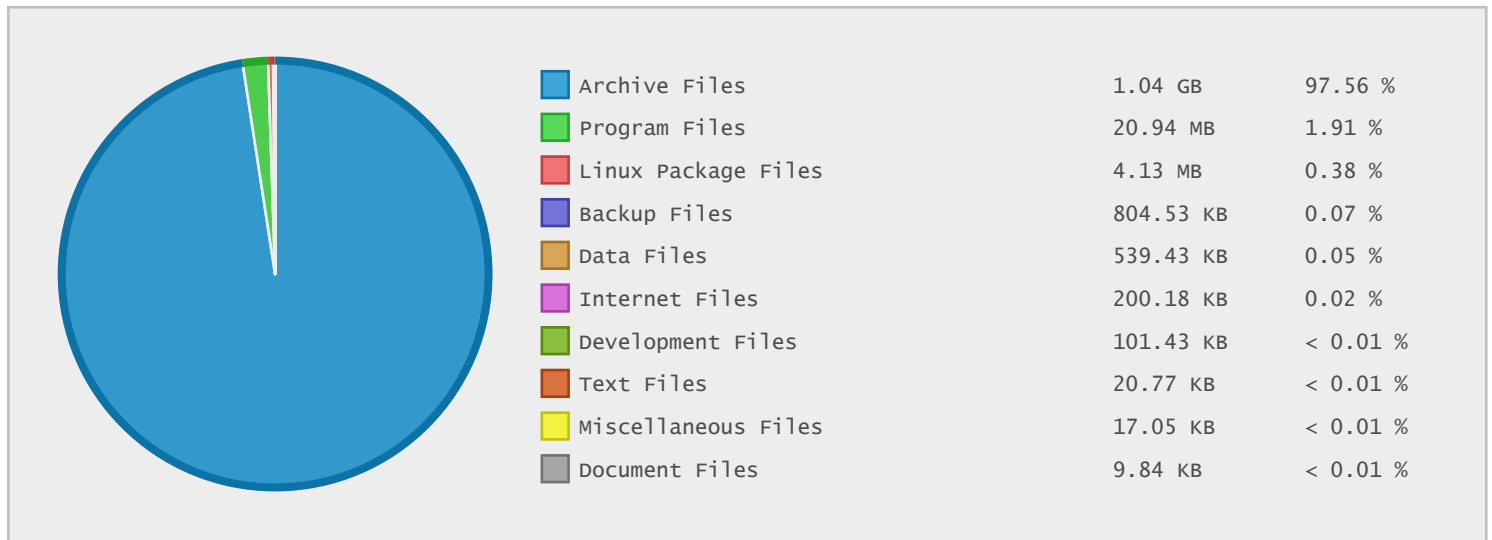 Archive Files 1.04 GB 97.56 %
Program Files 20.94 MB 1.91 %
Linux Package Files 4.13 MB 0.38 %
Backup Files 804.53 KB 0.07 %
Data Files 539.43 KB 0.05 %
Internet Files 200.18 KB 0.02 %
Development Files 101.43 KB < 0.01 %
Text Files 20.77 KB < 0.01 %
Miscellaneous Files 17.05 KB < 0.01 %
Document Files 9.84 KB < 0.01 %